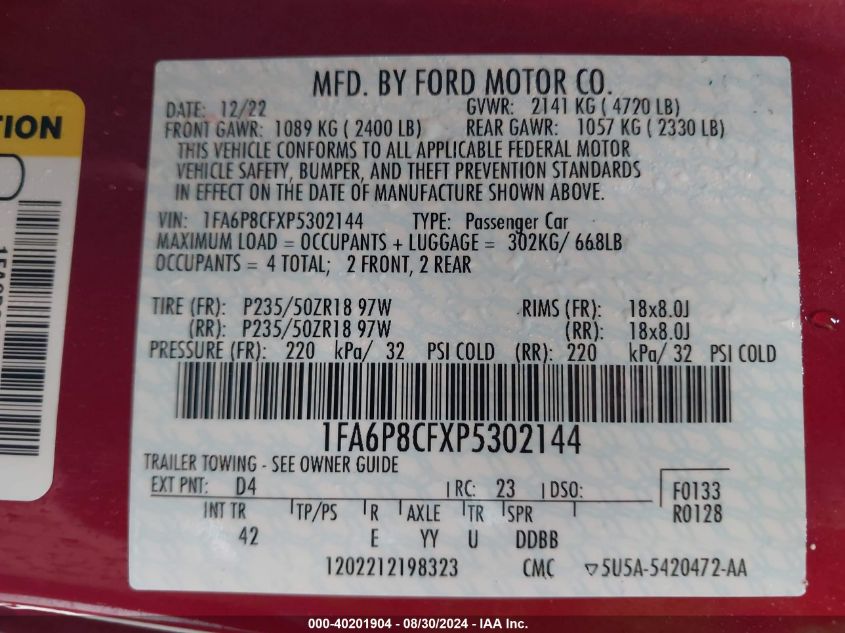 TION
MFD. BY FORD MOTOR CO.
DATE: 12/22 GVWR: 2141 KG ( 4720 LB)
FRONT GAWR: 1089 KG ( 2400 LB) REAR GAWR: 1057 KG ( 2330 LB)
THIS VEHICLE CONFORMS TO ALL APPLICABLE FEDERAL MOTOR
VEHICLE SAFETY, BUMPER, AND THEFT PREVENTION STANDARDS
IN EFFECT ON THE DATE OF MANUFACTURE SHOWN ABOVE.
VIN: 1FA6P8CFXP5302144 TYPE: Passenger Car
MAXIMUM LOAD = OCCUPANTS + LUGGAGE = 302KG/ 668LB
OCCUPANTS = 4 TOTAL; 2 FRONT, 2 REAR
TIRE (FR): P235/50ZR18 97W RIMS (FR): 18x8.0J
(RR): P235/50ZR18 97W (RR): 18x8.0J
PRESSURE (FR): 220 kPa/ 32 PSI COLD (RR): 220 kPa/ 32 PSI COLD
1FA6P8CFXP5302144
TRAILER TOWING - SEE OWNER GUIDE
EXT PNT: D4 RC: 23 DSO: F0133
INT TR TP/PS R AXLE TR SPR R0128
42 E YY U DDBB
1202212198323 CMC ▽5U5A-5420472-AA
000-40201904 - 08/30/2024 - IAA Inc.